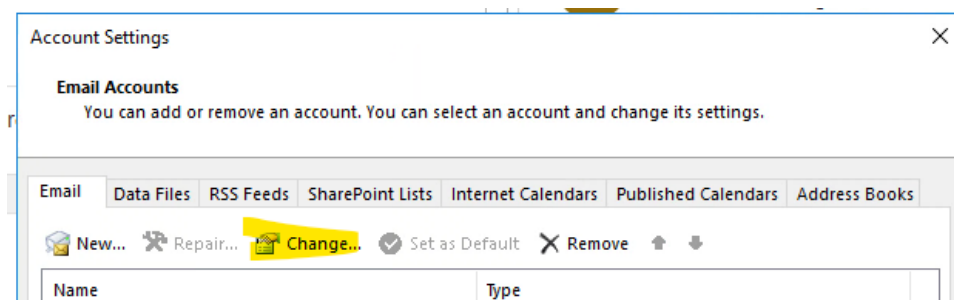 Account Settings
Email Accounts
You can add or remove an account. You can select an account and change its settings.
Email Data Files RSS Feeds SharePoint Lists Internet Calendars Published Calendars Address Books
New... Repair... Change... Set as Default Remove
Name Type